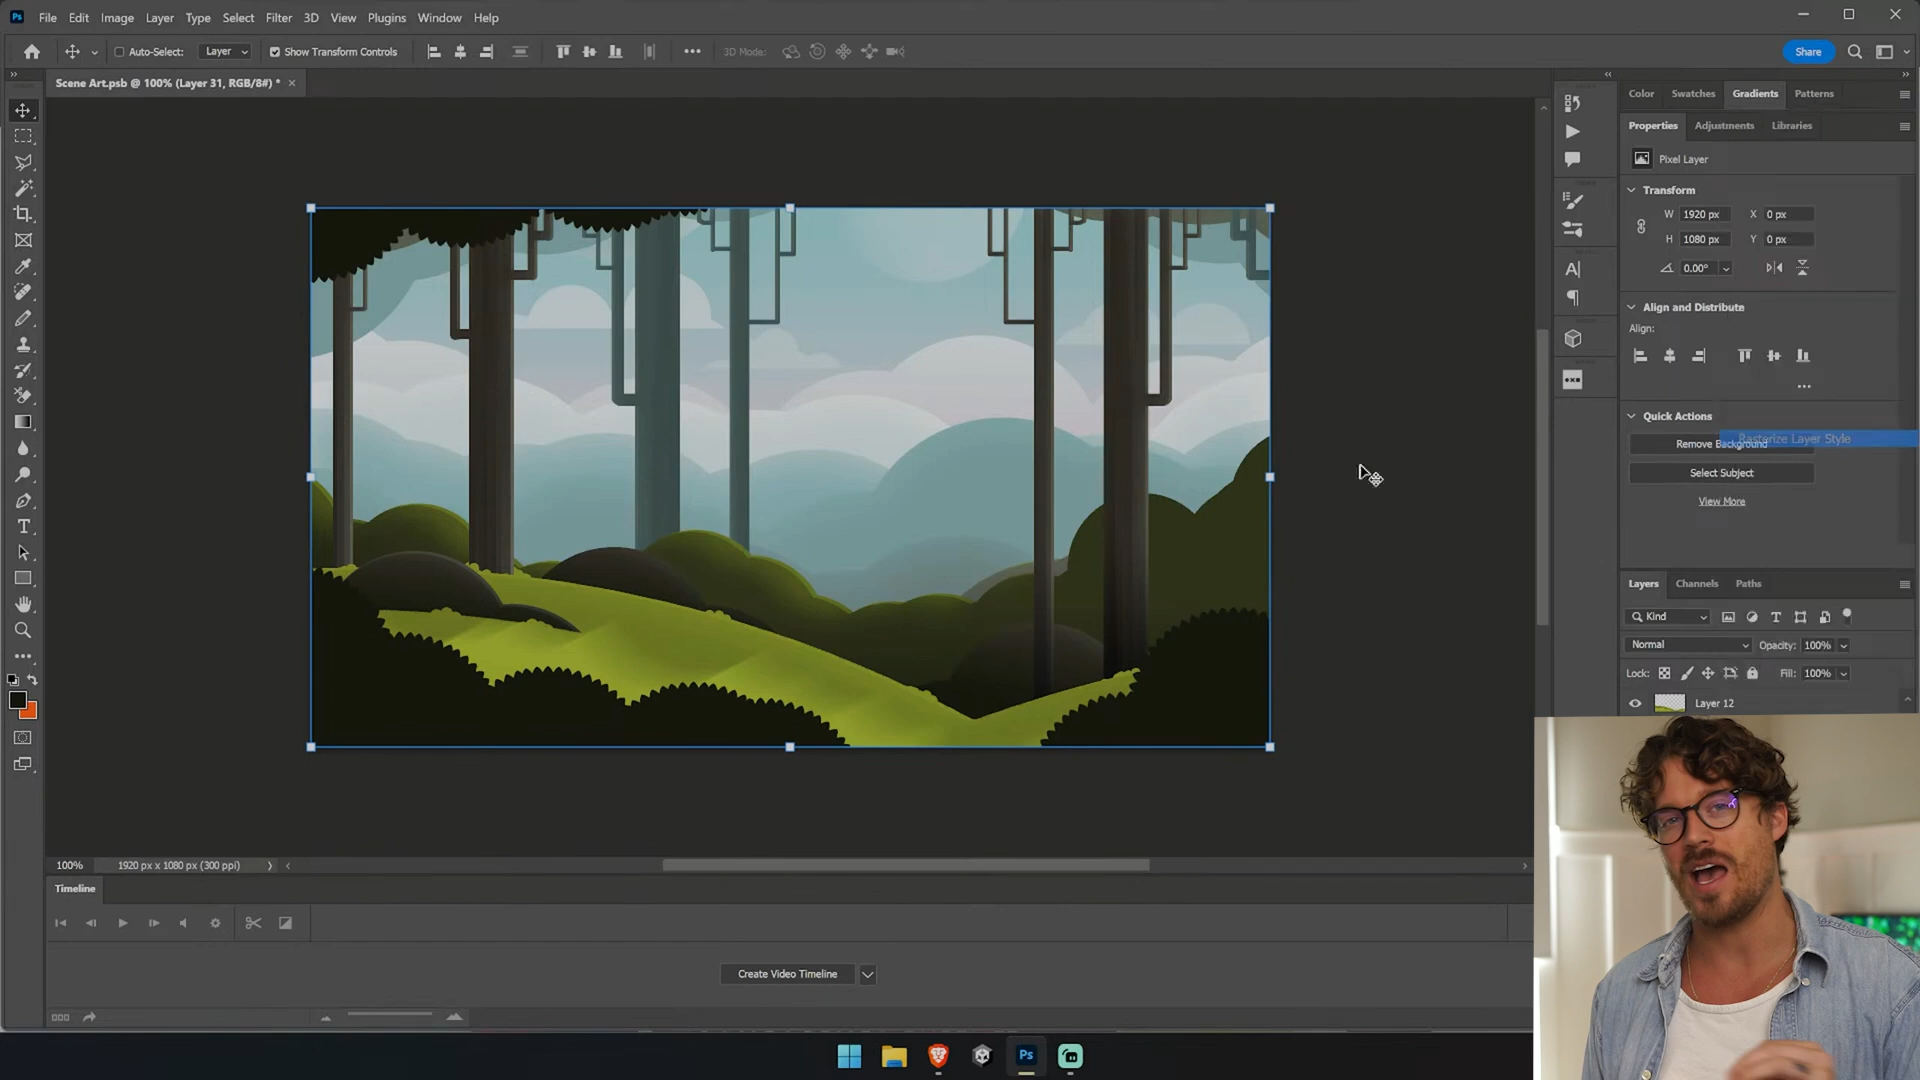 Ps File Edit Image Layer Type Select Filter 3D View Plugins Window Help
Auto-Select: Layer Show Transform Controls 3D Mode: Share
Scene Art.psb @ 100% (Layer 31, RGB/8#) *
Color Swatches Gradients Patterns
Properties Adjustments Libraries
Pixel Layer
Transform
W 1920 px X 0 px
H 1080 px Y 0 px
0.00°
Align and Distribute
Align:
Quick Actions
Remove Background
Rasterize Layer Style
Select Subject
View More
Layers Channels Paths
Kind
Normal Opacity: 100%
Lock: Fill: 100%
Layer 12
100% 1920 px x 1080 px (300 ppi)
Timeline
Create Video Timeline
Ps